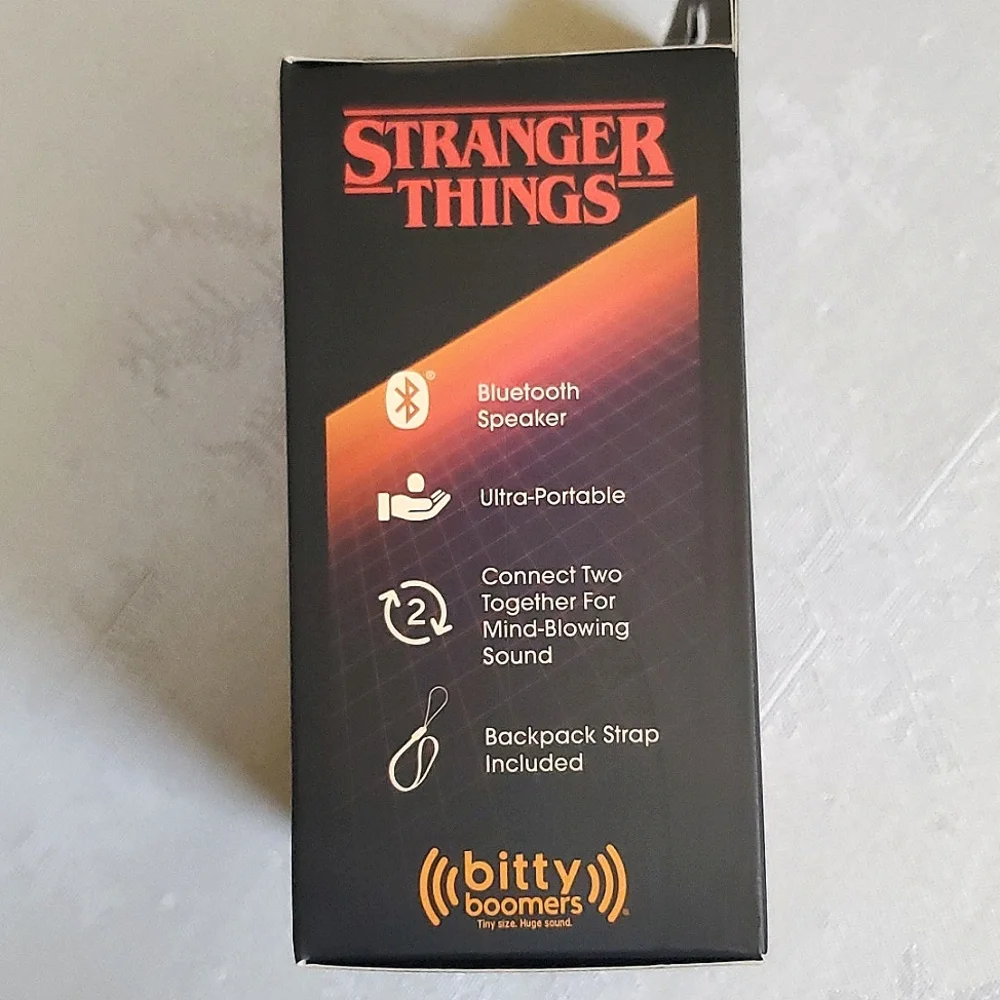 STRANGER
THINGS
®
Bluetooth
Speaker
Ultra-Portable
2
Connect Two
Together For
Mind-Blowing
Sound
Backpack Strap
Included
bitty
boomers
Tiny size. Huge sound.